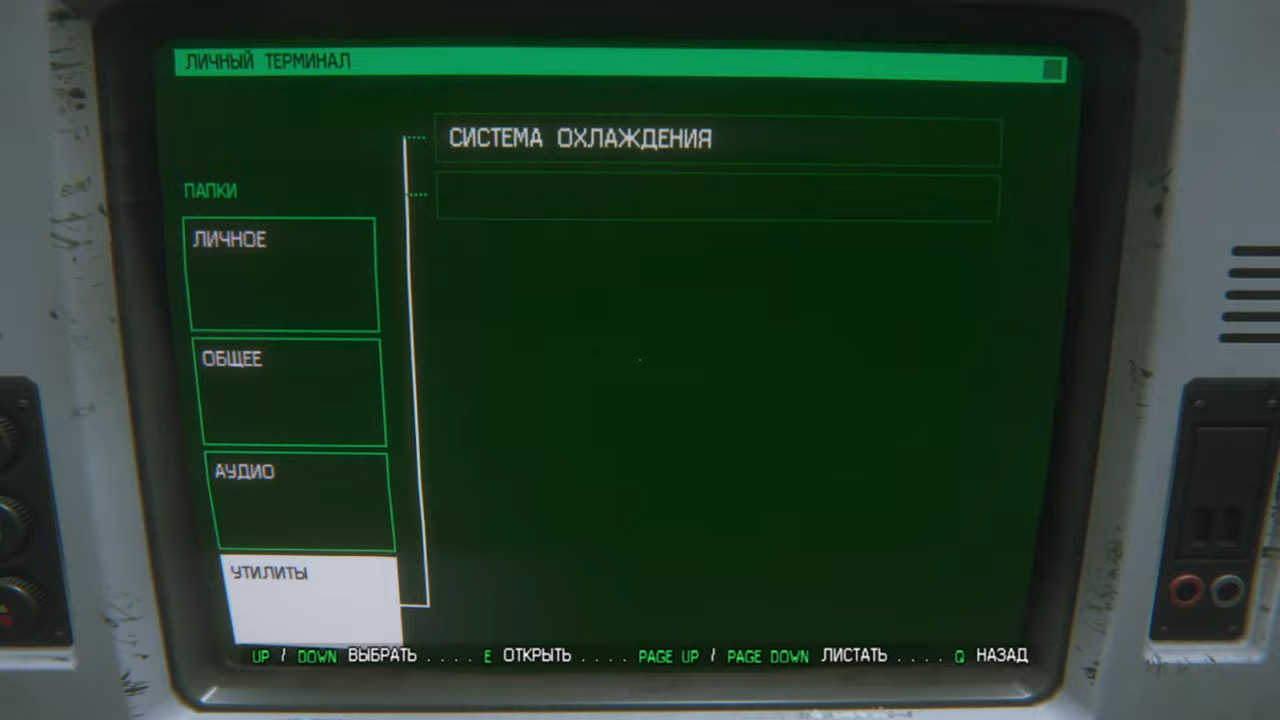 ЛИЧНЫЙ ТЕРМИНАЛ
СИСТЕМА ОХЛАЖДЕНИЯ
ПАПКИ
ЛИЧНОЕ
ОБЩЕЕ
АУДИО
УТИЛИТЫ
UP / DOWN ВЫБРАТЬ .... E ОТКРЫТЬ .... PAGE UP / PAGE DOWN ЛИСТАТЬ .... Q НАЗАД